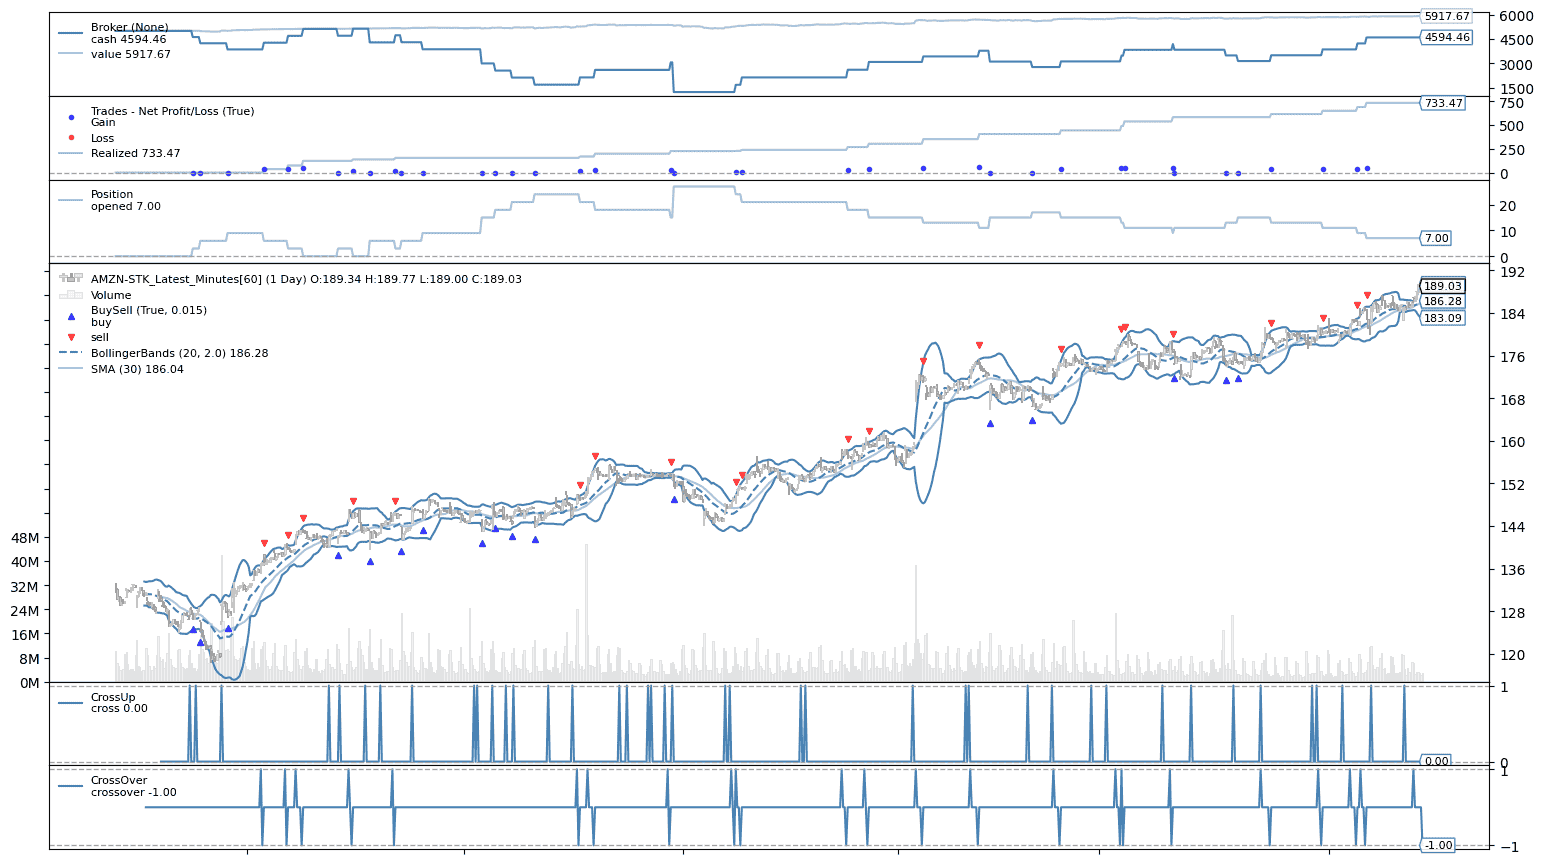 Broker (None)
cash 4594.46
value 5917.67
6000
5917.67
4500
4594.46
3000
1500
Trades - Net Profit/Loss (True)
Gain
Loss
Realized 733.47
750
733.47
500
250
0
Position
opened 7.00
20
10
7.00
0
AMZN-STK_Latest_Minutes[60] (1 Day) O:189.34 H:189.77 L:189.00 C:189.03
Volume
BuySell (True, 0.015)
buy
sell
BollingerBands (20, 2.0) 186.28
SMA (30) 186.04
192
189.03
186.28
183.09
184
176
168
160
152
144
136
128
120
48M
40M
32M
24M
16M
8M
0M
CrossUp
cross 0.00
1
0.00
0
CrossOver
crossover -1.00
1
-1.00
−1